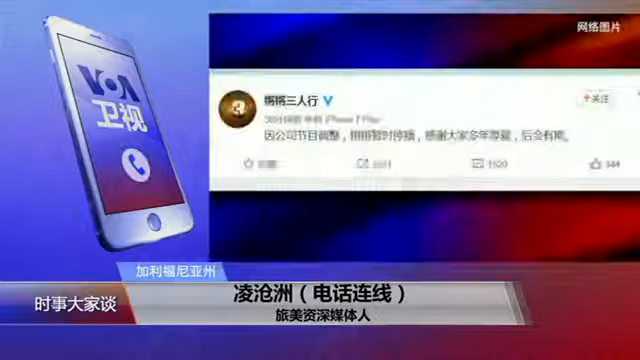 网络图片
VOA
卫视
锵锵三人行
+关注
因公司节目调整，锵锵暂时停播，感谢大家多年厚爱，后会有期。
加利福尼亚州
时事大家谈
凌沧洲（电话连线）
旅美资深媒体人